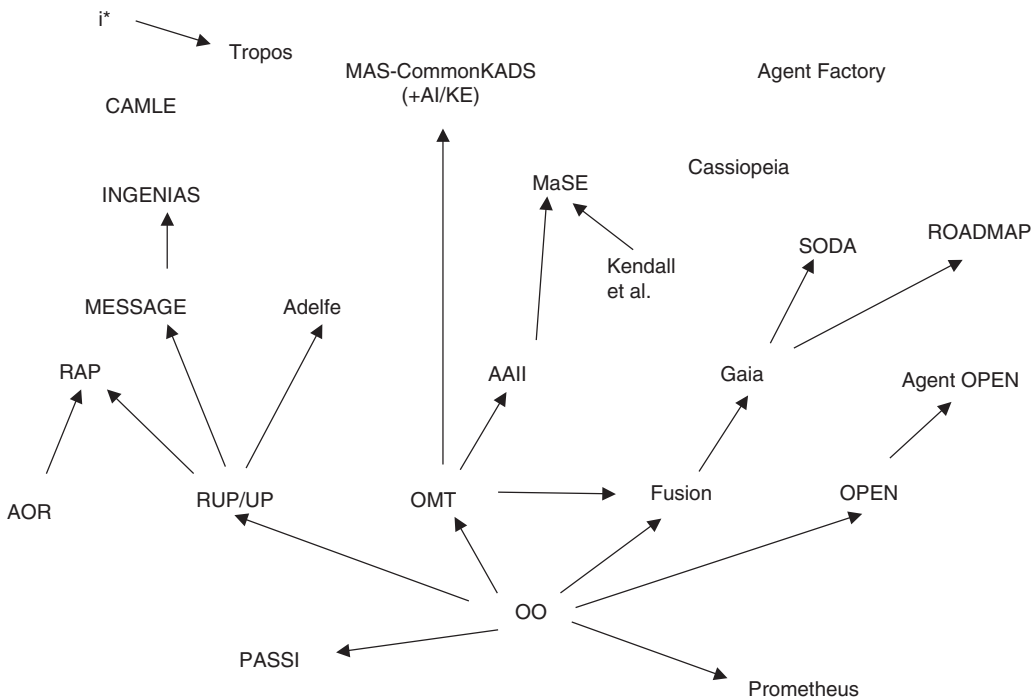 i*
Tropos
MAS-CommonKADS
(+AI/KE)
Agent Factory
CAMLE
Cassiopeia
MaSE
INGENIAS
ROADMAP
SODA
Kendall
et al.
MESSAGE
Adelfe
RAP
AAII
Gaia
Agent OPEN
AOR
RUP/UP
OMT
Fusion
OPEN
OO
PASSI
Prometheus